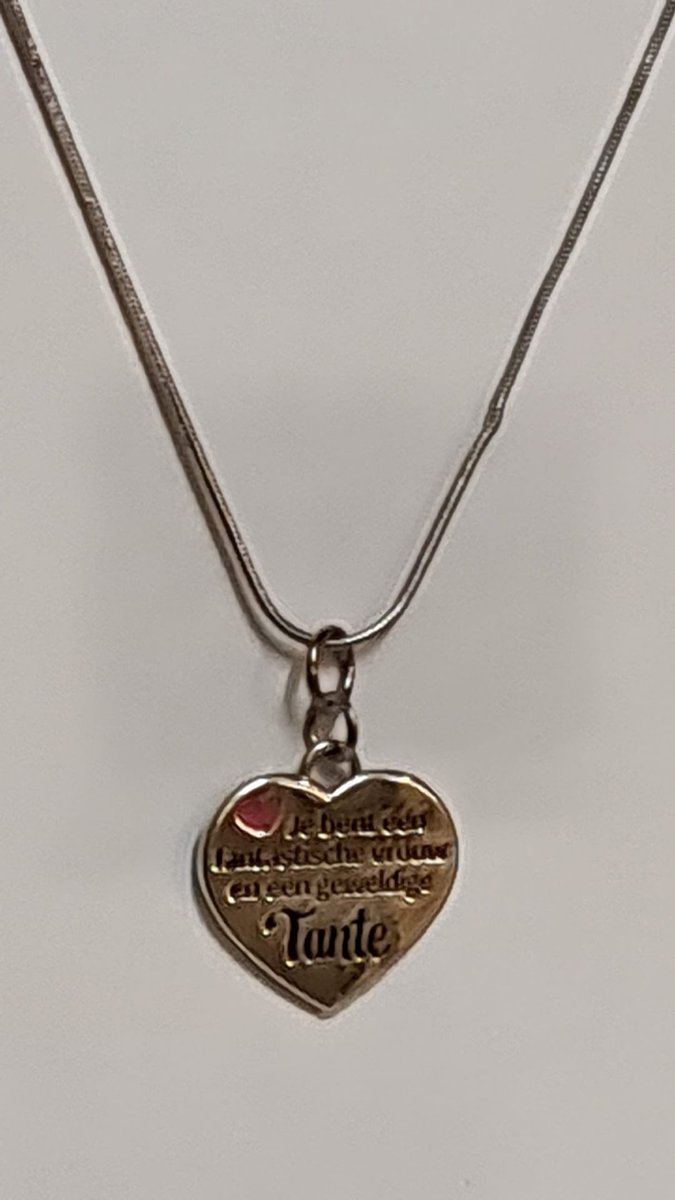 Je bent een
fantastische vrouw
en een geweldige
Tante